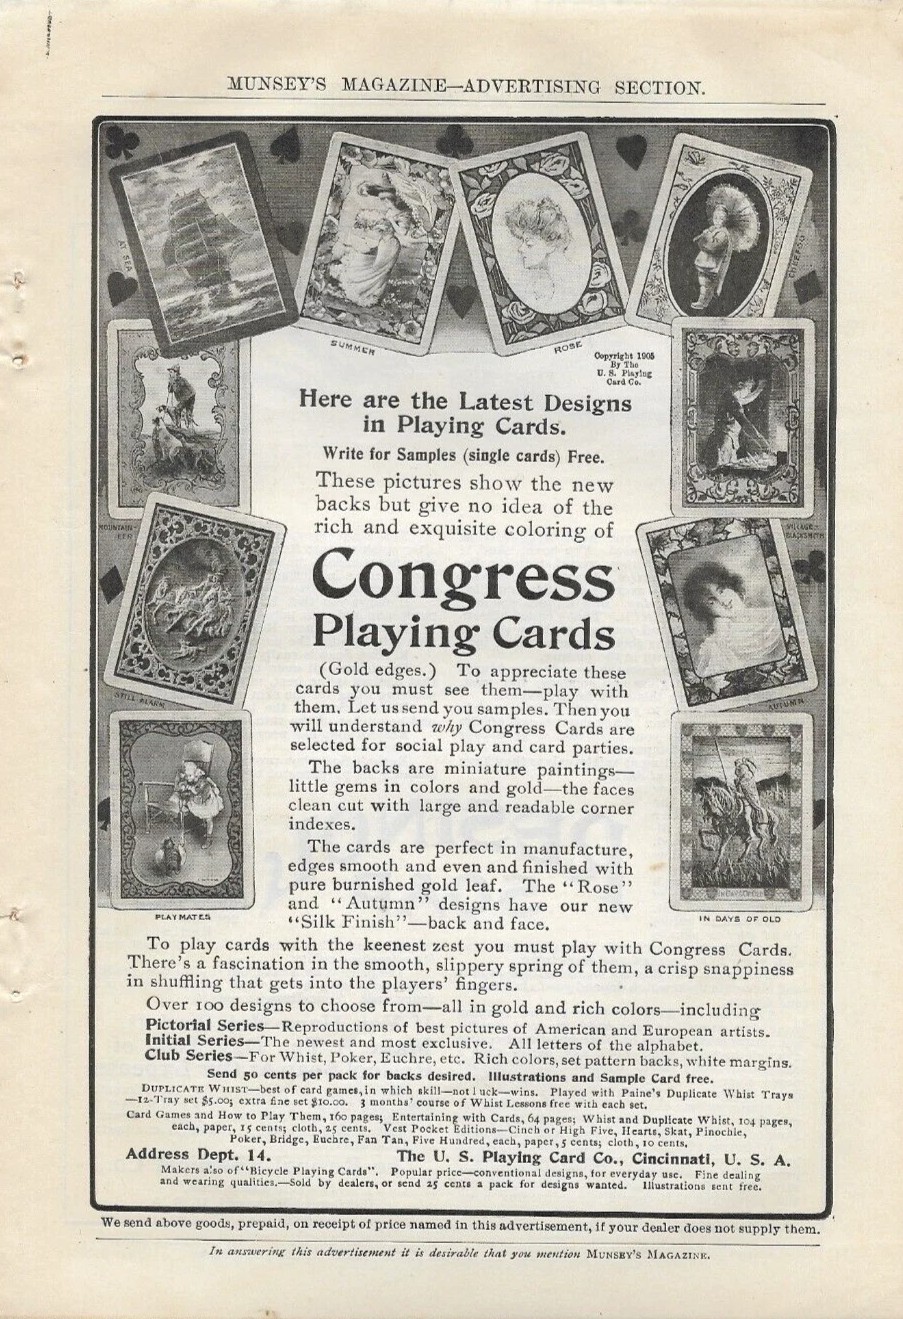 MUNSEY'S MAGAZINE—ADVERTISING SECTION.
AT SEA
SUMMER
ROSE
Copyright 1905
By The
U. S. Playing
Card Co.
Here are the Latest Designs
in Playing Cards.
Write for Samples (single cards) Free.
These pictures show the new
backs but give no idea of the
rich and exquisite coloring of
MOUNTAIN-
EER
VILLAGE
BLACKSMITH
Congress
Playing Cards
STILL ALARM
AUTUMN
(Gold edges.) To appreciate these
cards you must see them—play with
them. Let us send you samples. Then you
will understand why Congress Cards are
selected for social play and card parties.
The backs are miniature paintings—
little gems in colors and gold—the faces
clean cut with large and readable corner
indexes.
The cards are perfect in manufacture,
edges smooth and even and finished with
pure burnished gold leaf. The "Rose"
and "Autumn" designs have our new
"Silk Finish"—back and face.
PLAYMATES
IN DAYS OF OLD
IN DAYS OF OLD
To play cards with the keenest zest you must play with Congress Cards.
There's a fascination in the smooth, slippery spring of them, a crisp snappiness
in shuffling that gets into the players' fingers.
Over 100 designs to choose from—all in gold and rich colors—including
Pictorial Series—Reproductions of best pictures of American and European artists.
Initial Series—The newest and most exclusive. All letters of the alphabet.
Club Series—For Whist, Poker, Euchre, etc. Rich colors, set pattern backs, white margins.
Send 50 cents per pack for backs desired. Illustrations and Sample Card free.
DUPLICATE WHIST—best of card games, in which skill—not luck—wins. Played with Paine's Duplicate Whist Trays
—12-Tray set $5.00; extra fine set $10.00. 3 months' course of Whist Lessons free with each set.
Card Games and How to Play Them, 160 pages; Entertaining with Cards, 64 pages; Whist and Duplicate Whist, 104 pages,
each, paper, 15 cents; cloth, 25 cents. Vest Pocket Editions—Cinch or High Five, Hearts, Skat, Pinochle,
Poker, Bridge, Euchre, Fan Tan, Five Hundred, each, paper, 5 cents; cloth, 10 cents.
Address Dept. 14. The U. S. Playing Card Co., Cincinnati, U. S. A.
Makers also of "Bicycle Playing Cards". Popular price—conventional designs, for everyday use. Fine dealing
and wearing qualities.—Sold by dealers, or send 25 cents a pack for designs wanted. Illustrations sent free.
We send above goods, prepaid, on receipt of price named in this advertisement, if your dealer does not supply them.
In answering this advertisement it is desirable that you mention MUNSEY'S MAGAZINE.